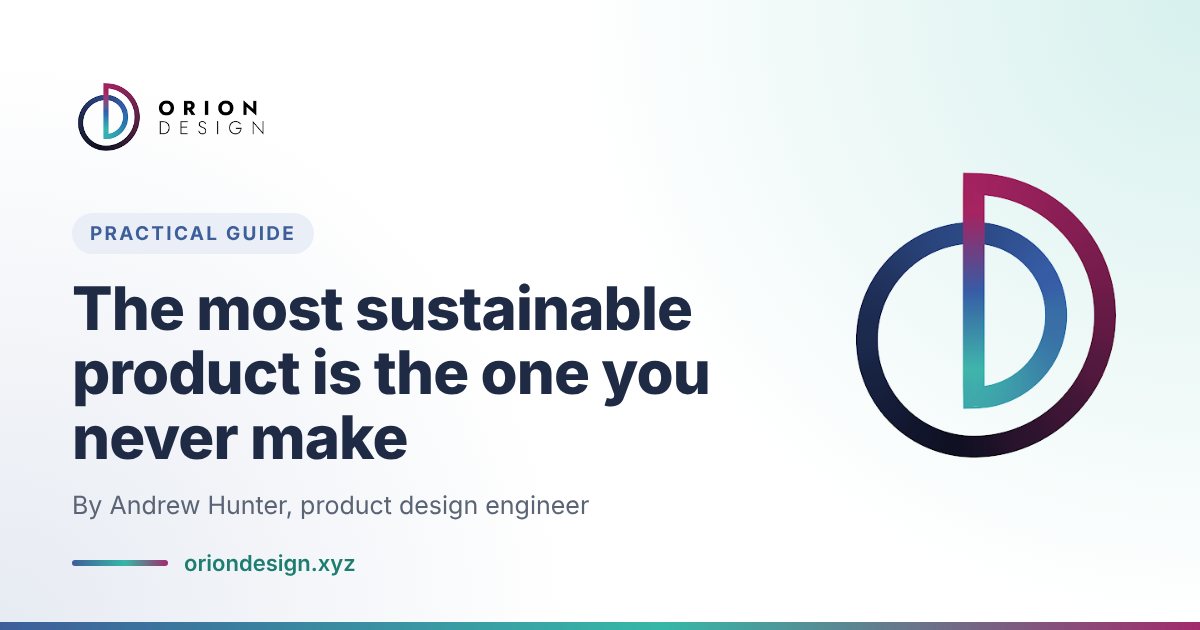 ORION
DESIGN
PRACTICAL GUIDE
The most sustainable
product is the one you
never make
By Andrew Hunter, product design engineer
oriondesign.xyz